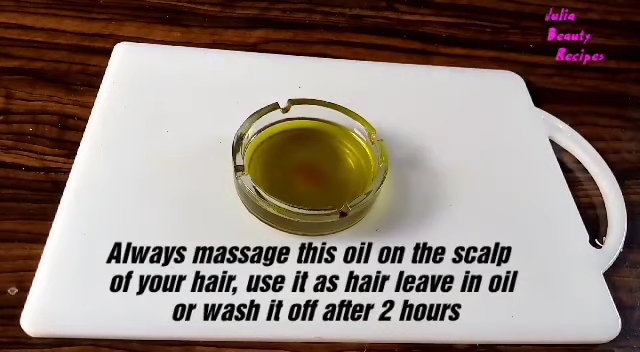 Julia
Beauty
Recipes
Always massage this oil on the scalp
of your hair, use it as hair leave in oil
or wash it off after 2 hours